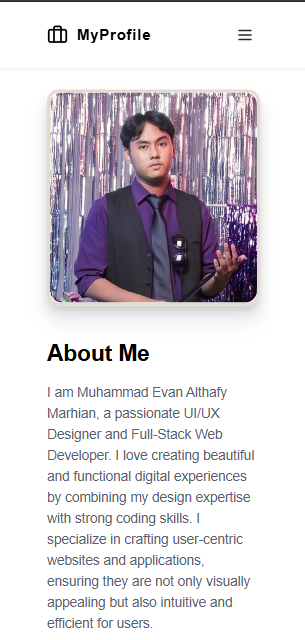 MyProfile
About Me
I am Muhammad Evan Althafy
Marhian, a passionate UI/UX
Designer and Full-Stack Web
Developer. I love creating beautiful
and functional digital experiences
by combining my design expertise
with strong coding skills. I
specialize in crafting user-centric
websites and applications,
ensuring they are not only visually
appealing but also intuitive and
efficient for users.